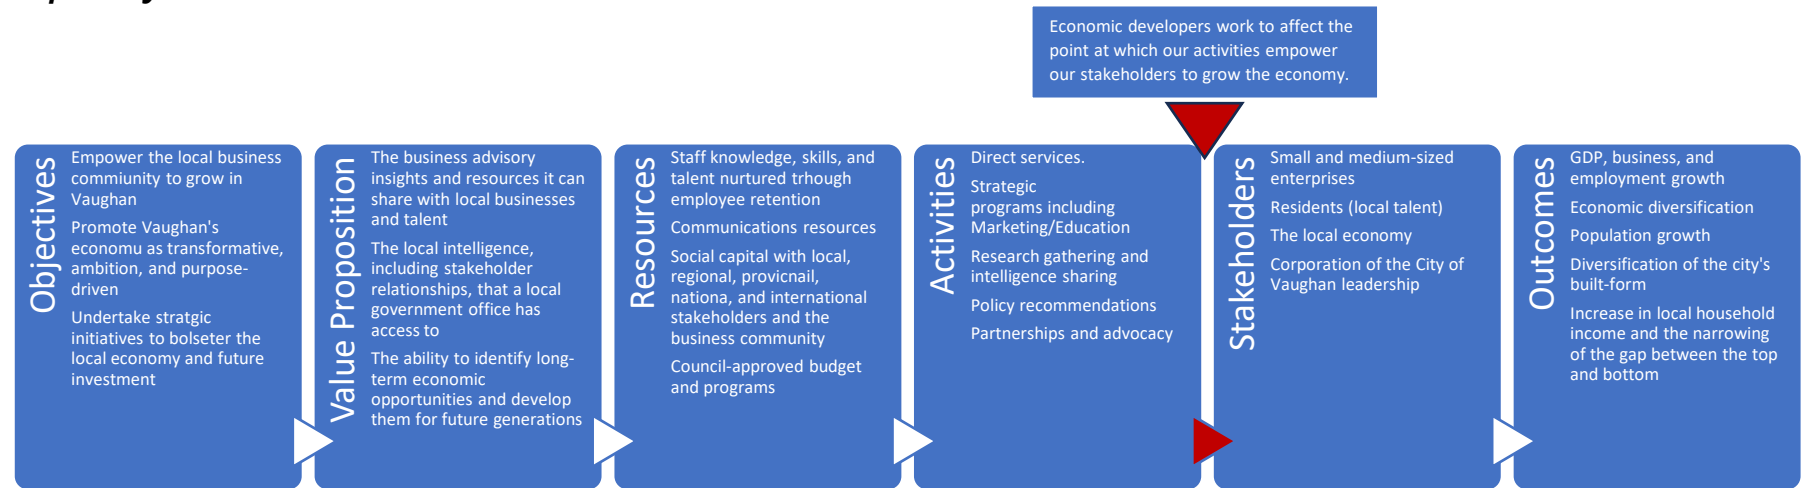 Economic developers work to affect the
point at which our activities empower
our stakeholders to grow the economy.
Objectives
Empower the local business
commiunity to grow in
Vaughan
Promote Vaughan's
economu as transformative,
ambition, and purpose-
driven
Undertake stratgic
initiatives to bolseter the
local economy and future
investment
Value Proposition
The business advisory
insights and resources it can
share with local businesses
and talent
The local intelligence,
including stakeholder
relationships, that a local
government office has
access to
The ability to identify long-
term economic
opportunities and develop
them for future generations
Resources
Staff knowledge, skills, and
talent nurtured trhough
employee retention
Communications resources
Social capital with local,
regional, provicnail,
nationa, and international
stakeholders and the
business community
Council-approved budget
and programs
Activities
Direct services.
Strategic
programs including
Marketing/Education
Research gathering and
intelligence sharing
Policy recommendations
Partnerships and advocacy
Stakeholders
Small and medium-sized
enterprises
Residents (local talent)
The local economy
Corporation of the City of
Vaughan leadership
Outcomes
GDP, business, and
employment growth
Economic diversification
Population growth
Diversification of the city's
built-form
Increase in local household
income and the narrowing
of the gap between the top
and bottom